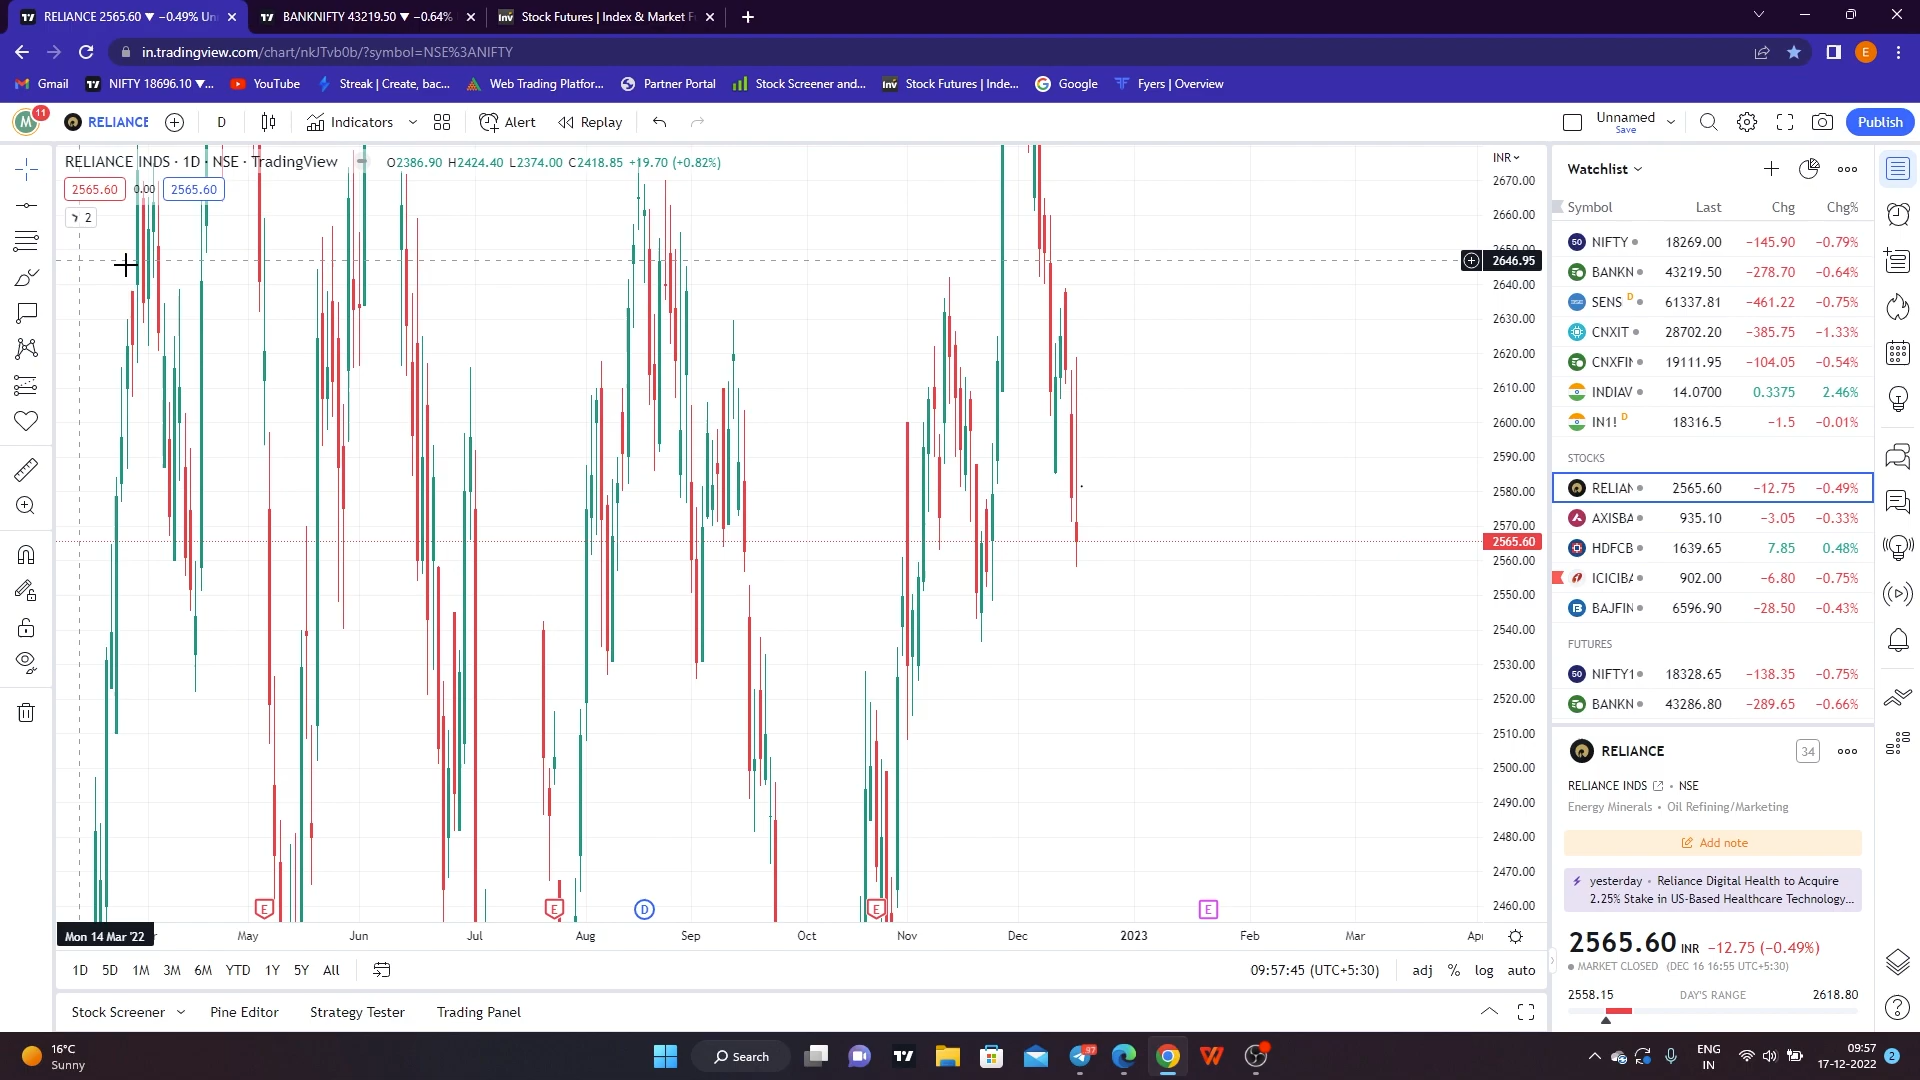 RELIANCE 2565.60 ▼ −0.49% Un
BANKNIFTY 43219.50 ▼ −0.64%
Stock Futures | Index & Market F
in.tradingview.com/chart/nkJTvb0b/?symbol=NSE%3ANIFTY
E
Gmail
NIFTY 18696.10 ▼...
YouTube
Streak | Create, bac...
Web Trading Platfor...
Partner Portal
Stock Screener and...
Inv
Stock Futures | Inde...
Google
Fyers | Overview
M
11
RELIANCE
D
Indicators
Alert
Replay
Unnamed
Save
Publish
RELIANCE INDS · 1D · NSE · TradingView
O2386.90 H2424.40 L2374.00 C2418.85 +19.70 (+0.82%)
2565.60
0.00
2565.60
2
INR
2670.00
2660.00
2650.00
2646.95
2640.00
2630.00
2620.00
2610.00
2600.00
2590.00
2580.00
2570.00
2565.60
2560.00
2550.00
2540.00
2530.00
2520.00
2510.00
2500.00
2490.00
2480.00
2470.00
2460.00
E
E
D
E
E
Mon 14 Mar '22
May
Jun
Jul
Aug
Sep
Oct
Nov
Dec
2023
Feb
Mar
1D 5D 1M 3M 6M YTD 1Y 5Y All
09:57:45 (UTC+5:30)
adj % log auto
Stock Screener
Pine Editor
Strategy Tester
Trading Panel
Watchlist
Symbol Last Chg Chg%
NIFTY 18269.00 −145.90 −0.79%
BANKN 43219.50 −278.70 −0.64%
SENS D 61337.81 −461.22 −0.75%
CNXIT 28702.20 −385.75 −1.33%
CNXFIN 19111.95 −104.05 −0.54%
INDIAV 14.0700 0.3375 2.46%
IN1! D 18316.5 −1.5 −0.01%
STOCKS
RELIAN 2565.60 −12.75 −0.49%
AXISBA 935.10 −3.05 −0.33%
HDFCB 1639.65 7.85 0.48%
ICICIBA 902.00 −6.80 −0.75%
BAJFIN 6596.90 −28.50 −0.43%
FUTURES
NIFTY1 18328.65 −138.35 −0.75%
BANKN 43286.80 −289.65 −0.66%
RELIANCE
34
RELIANCE INDS • NSE
Energy Minerals • Oil Refining/Marketing
Add note
yesterday • Reliance Digital Health to Acquire
2.25% Stake in US-Based Healthcare Technology...
2565.60 INR −12.75 (−0.49%)
MARKET CLOSED (DEC 16 16:55 UTC+5:30)
2558.15 DAY'S RANGE 2618.80
16°C
Sunny
Search
97
ENG
IN
09:57
17-12-2022
2